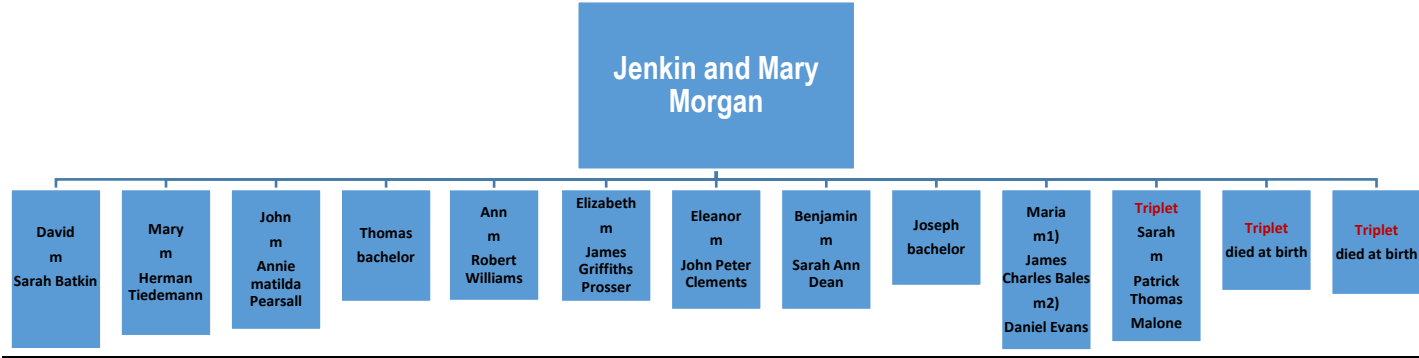 Jenkin and Mary
Morgan
David
m
Sarah Batkin
Mary
m
Herman
Tiedemann
John
m
Annie
matilda
Pearsall
Thomas
bachelor
Ann
m
Robert
Williams
Elizabeth
m
James
Griffiths
Prosser
Eleanor
m
John Peter
Clements
Benjamin
m
Sarah Ann
Dean
Joseph
bachelor
Maria
m1)
James
Charles Bales
m2)
Daniel Evans
Triplet
Sarah
m
Patrick
Thomas
Malone
Triplet
died at birth
Triplet
died at birth